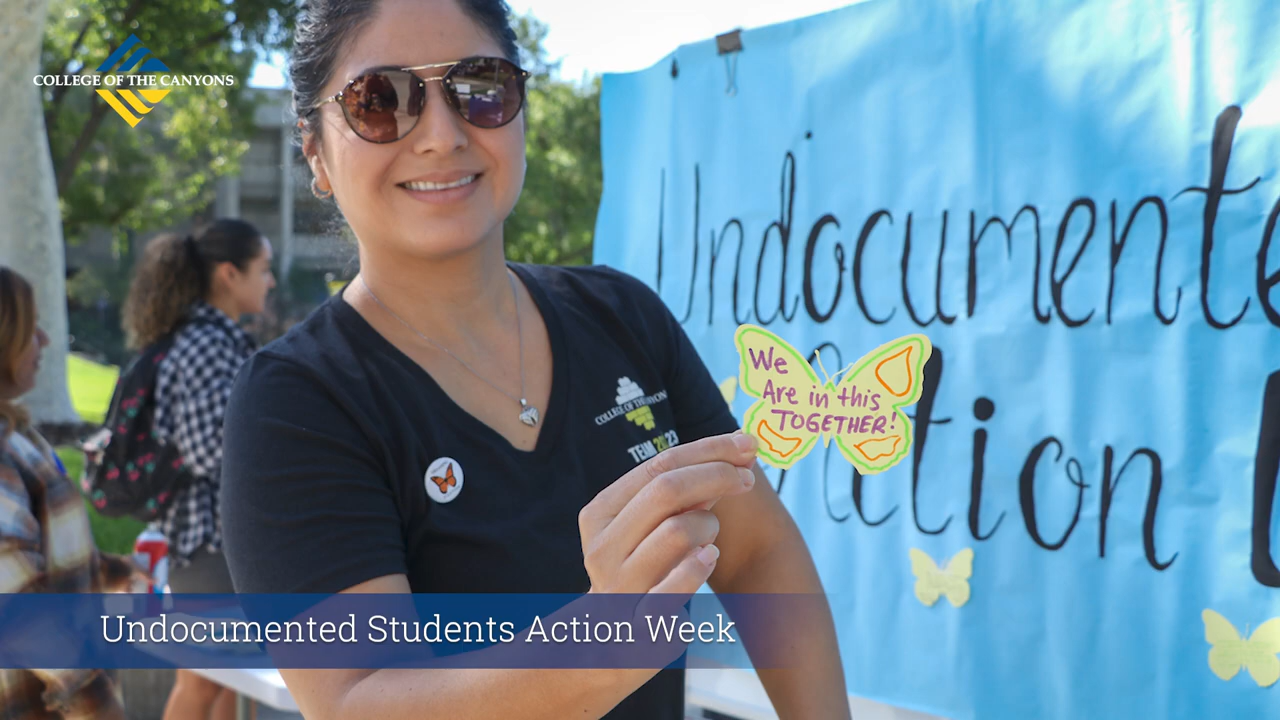 COLLEGE OF THE CANYONS
Undocumente
Action
We
Are in this
TOGETHER!
COLLEGE OF THE CANYONS
TEAM 2023
Undocumented Students Action Week